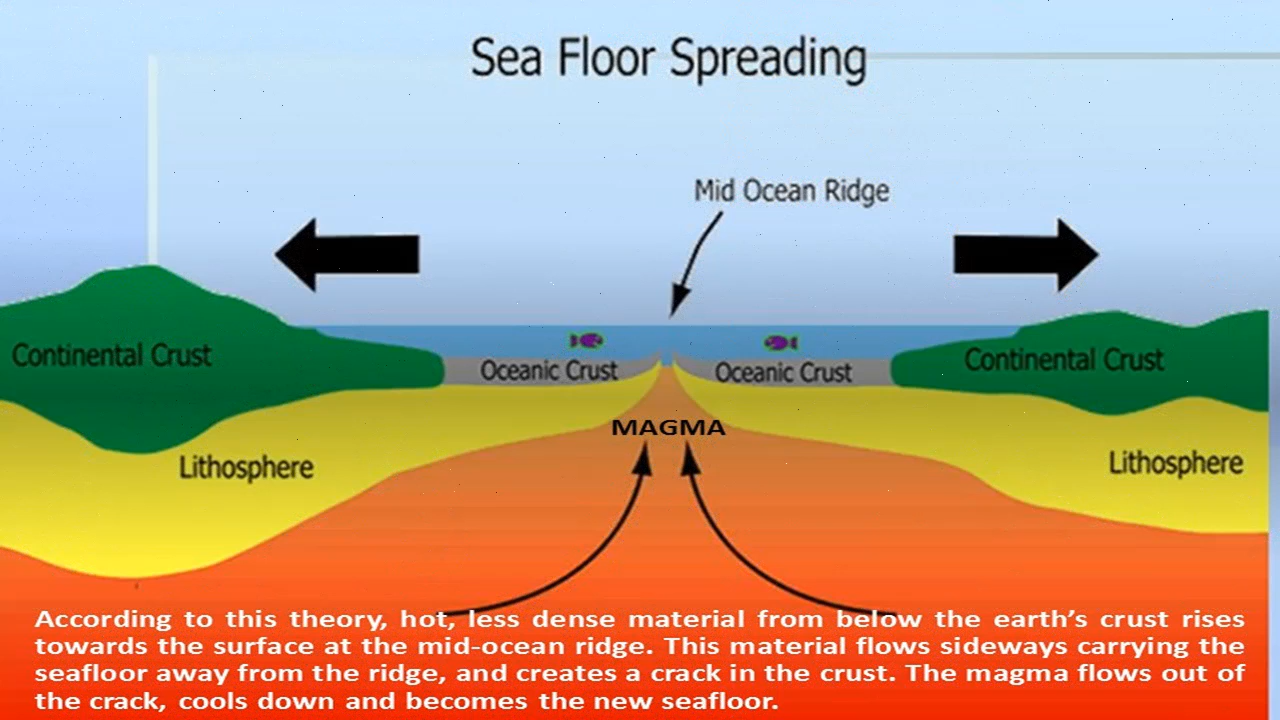 Sea Floor Spreading
Mid Ocean Ridge
Continental Crust
Oceanic Crust
Oceanic Crust
Continental Crust
MAGMA
Lithosphere
Lithosphere
According to this theory, hot, less dense material from below the earth’s crust rises
towards the surface at the mid-ocean ridge. This material flows sideways carrying the
seafloor away from the ridge, and creates a crack in the crust. The magma flows out of
the crack, cools down and becomes the new seafloor.